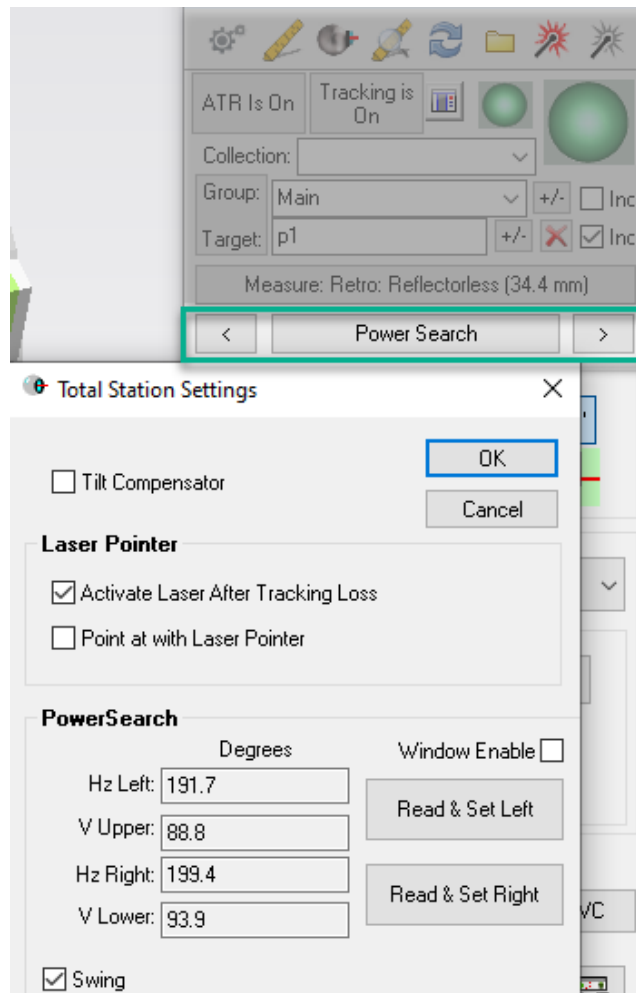 ATR Is On
Tracking is
On
Collection:
Group:
Main
+/-
Inc
Target:
p1
+/-
Inc
Measure: Retro: Reflectorless (34.4 mm)
<
Power Search
>
Total Station Settings
OK
Tilt Compensator
Cancel
Laser Pointer
Activate Laser After Tracking Loss
Point at with Laser Pointer
PowerSearch
Degrees
Window Enable
Hz Left: 191.7
Read & Set Left
V Upper: 88.8
Hz Right: 199.4
Read & Set Right
V Lower: 93.9
VC
Swing